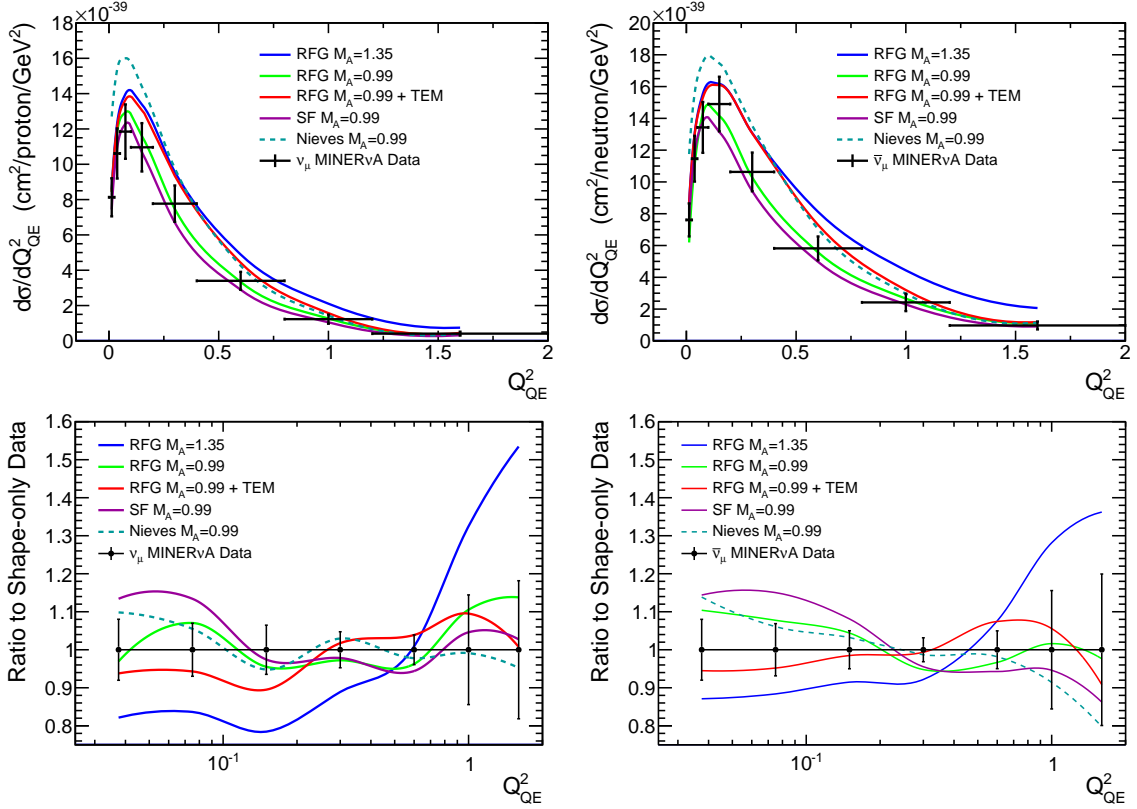 ×10⁻³⁹
18
16
14
12
10
8
6
4
2
0
dσ/dQ²QE (cm²/proton/GeV²)
RFG MA=1.35
RFG MA=0.99
RFG MA=0.99 + TEM
SF MA=0.99
Nieves MA=0.99
νμ MINERνA Data
0 0.5 1 1.5 2
Q²QE
×10⁻³⁹
20
18
16
14
12
10
8
6
4
2
0
dσ/dQ²QE (cm²/neutron/GeV²)
RFG MA=1.35
RFG MA=0.99
RFG MA=0.99 + TEM
SF MA=0.99
Nieves MA=0.99
ν̅μ MINERνA Data
0 0.5 1 1.5 2
Q²QE
1.6
1.5
1.4
1.3
1.2
1.1
1
0.9
0.8
Ratio to Shape-only Data
RFG MA=1.35
RFG MA=0.99
RFG MA=0.99 + TEM
SF MA=0.99
Nieves MA=0.99
νμ MINERνA Data
10⁻¹ 1
Q²QE
1.6
1.5
1.4
1.3
1.2
1.1
1
0.9
0.8
Ratio to Shape-only Data
RFG MA=1.35
RFG MA=0.99
RFG MA=0.99 + TEM
SF MA=0.99
Nieves MA=0.99
ν̅μ MINERνA Data
10⁻¹ 1
Q²QE